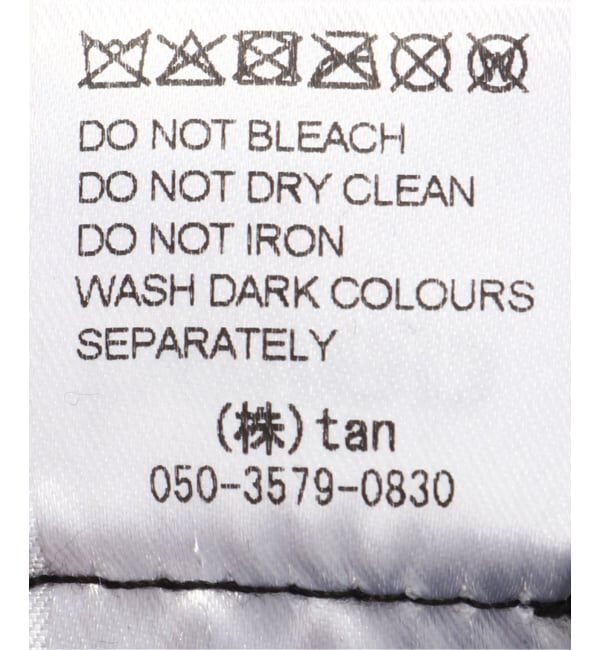 DO NOT BLEACH
DO NOT DRY CLEAN
DO NOT IRON
WASH DARK COLOURS
SEPARATELY
(株)tan
050-3579-0830